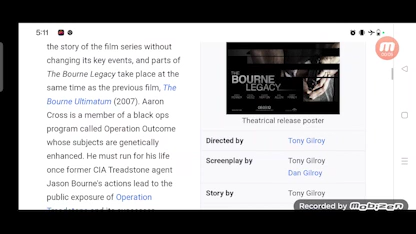 5:11
the story of the film series without
changing its key events, and parts of
The Bourne Legacy take place at the
same time as the previous film, The
Bourne Ultimatum (2007). Aaron
Cross is a member of a black ops
program called Operation Outcome
whose subjects are genetically
enhanced. He must run for his life
once former CIA Treadstone agent
Jason Bourne's actions lead to the
public exposure of Operation
THE
BOURNE
LEGACY
Theatrical release poster
Directed by Tony Gilroy
Screenplay by Tony Gilroy
Dan Gilroy
Story by Tony Gilroy
Recorded by
MOBIZEN